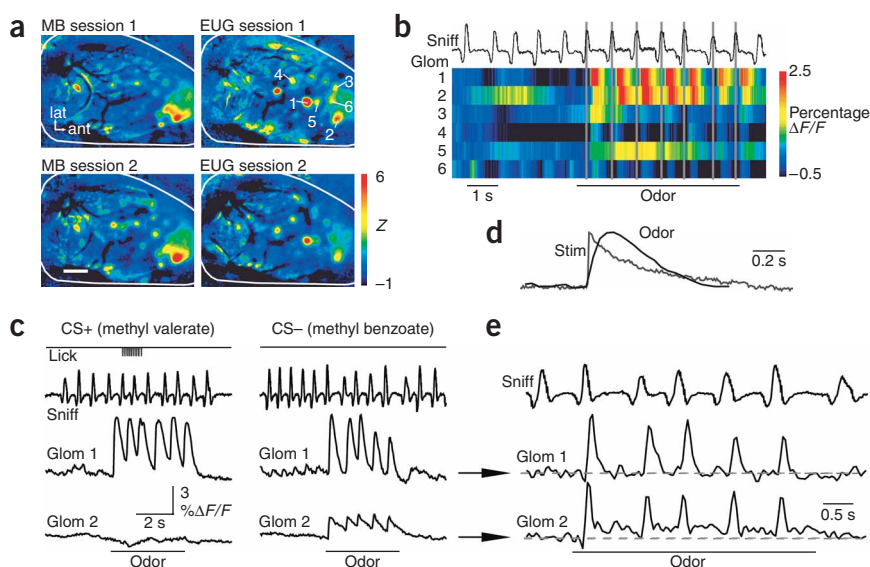 a
MB session 1
EUG session 1
4
3
1
6
5
2
lat
ant
MB session 2
EUG session 2
6
Z
–1
b
Sniff
Glom
1
2
3
4
5
6
2.5
Percentage
ΔF/F
–0.5
1 s
Odor
d
Odor
Stim
0.2 s
c
CS+ (methyl valerate)
CS– (methyl benzoate)
Lick
Sniff
Glom 1
Glom 1
3
%ΔF/F
2 s
Glom 2
Glom 2
Odor
Odor
e
Sniff
Glom 1
Glom 2
0.5 s
Odor